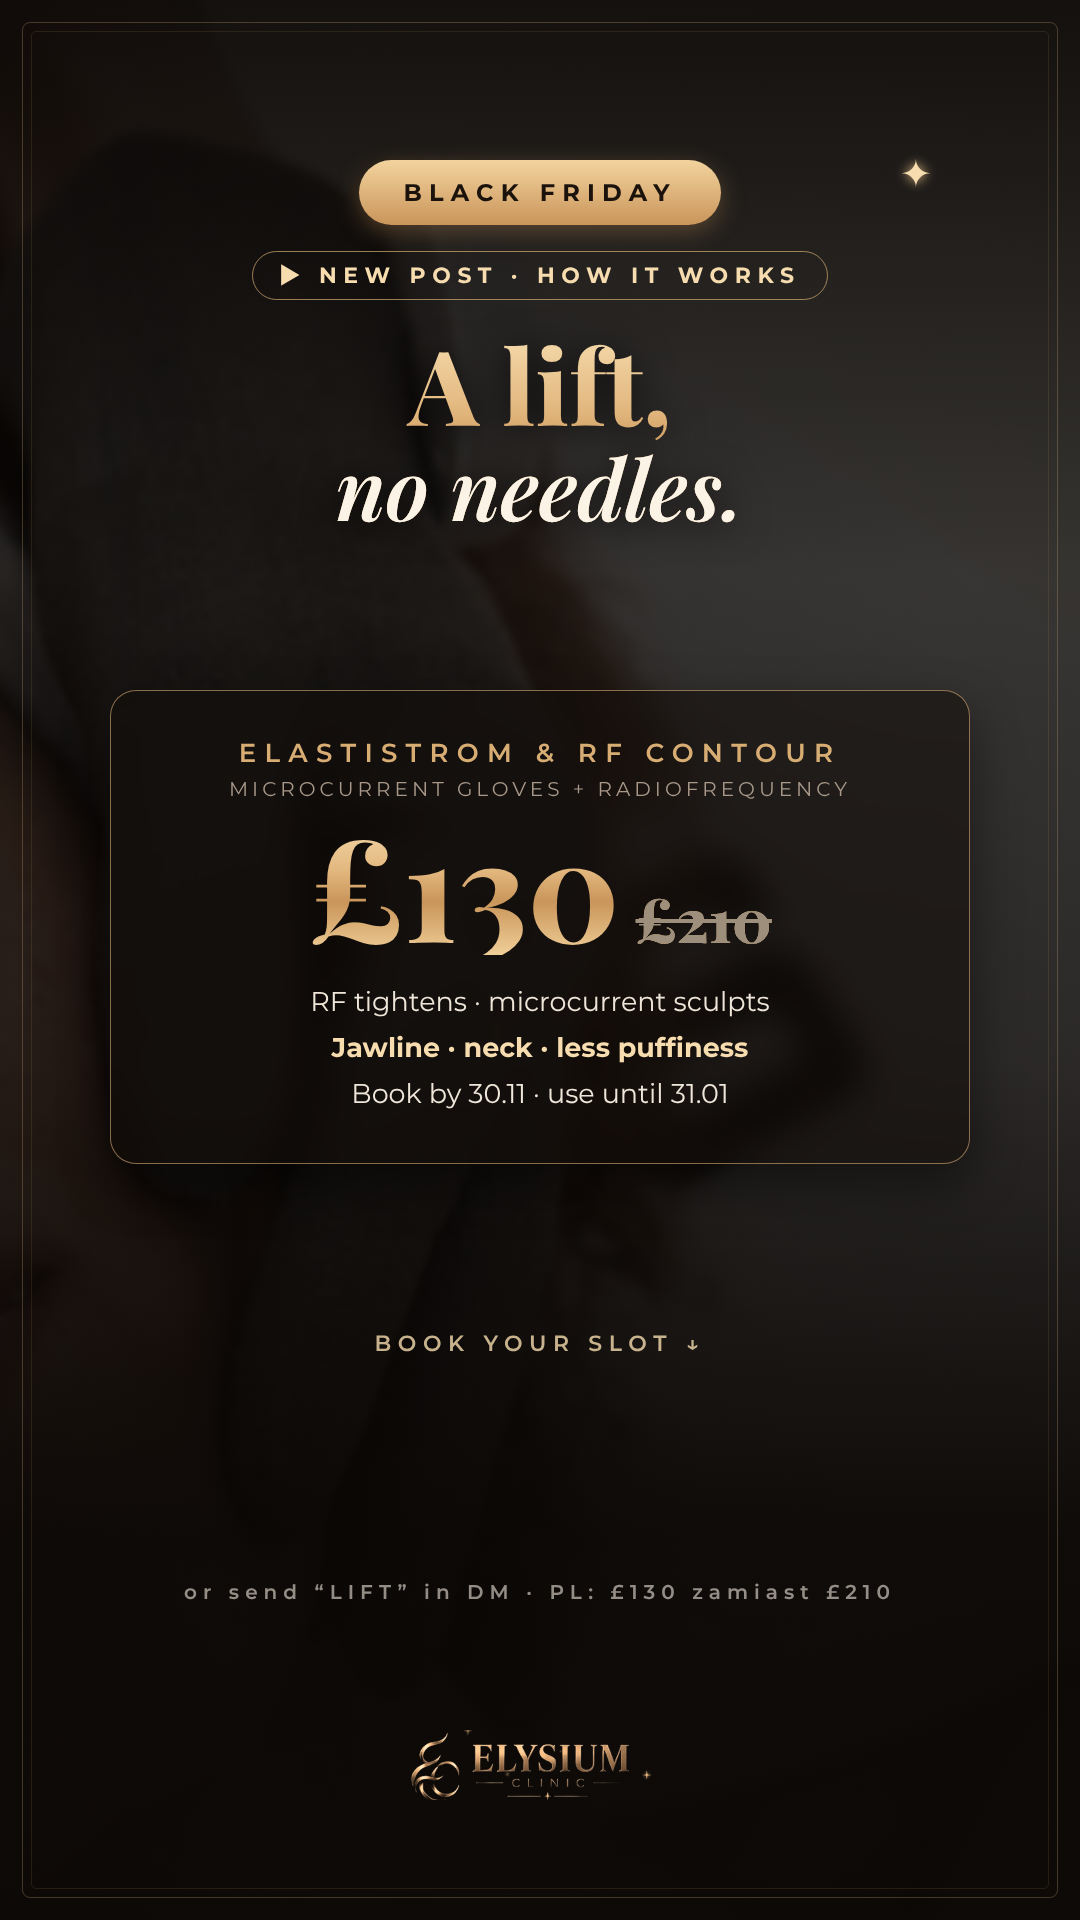 BLACK FRIDAY
▶ NEW POST · HOW IT WORKS
A lift,
no needles.
ELASTISTROM & RF CONTOUR
MICROCURRENT GLOVES + RADIOFREQUENCY
£130 £210
RF tightens · microcurrent sculpts
Jawline · neck · less puffiness
Book by 30.11 · use until 31.01
BOOK YOUR SLOT ↓
or send “LIFT” in DM · PL: £130 zamiast £210
ELYSIUM
CLINIC